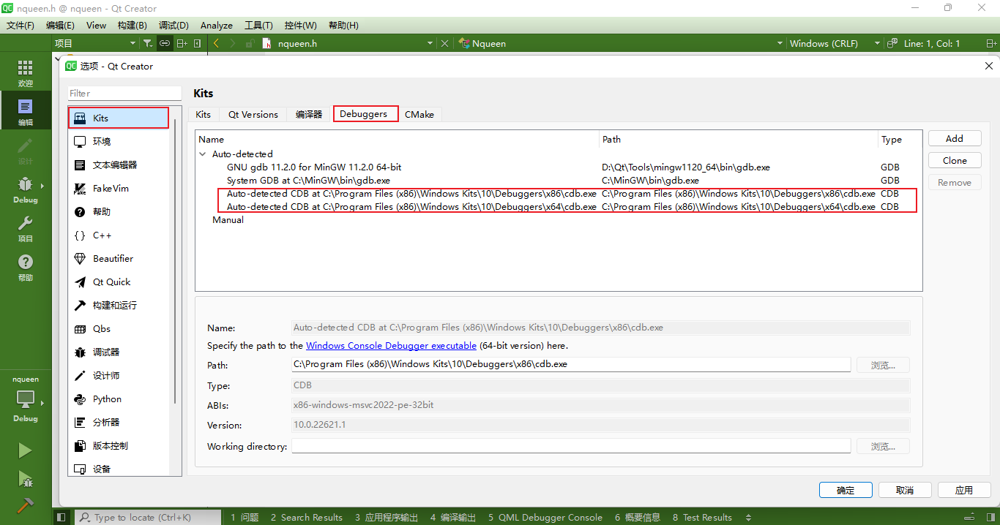 nqueen.h @ nqueen - Qt Creator
文件(F) 编辑(E) View 构建(B) 调试(D) Analyze 工具(T) 控件(W) 帮助(H)
项目 nqueen.h Nqueen Windows (CRLF) Line: 1, Col: 1
欢迎
编辑
设计
Debug
项目
帮助
nqueen
Debug
选项 - Qt Creator
Filter
Kits
环境
文本编辑器
FakeVim
帮助
C++
Beautifier
Qt Quick
构建和运行
Qbs
调试器
设计师
Python
分析器
版本控制
设备
Kits
Kits Qt Versions 编译器 Debuggers CMake
Name Path Type
Auto-detected
GNU gdb 11.2.0 for MinGW 11.2.0 64-bit D:\Qt\Tools\mingw1120_64\bin\gdb.exe GDB
System GDB at C:\MinGW\bin\gdb.exe C:\MinGW\bin\gdb.exe GDB
Auto-detected CDB at C:\Program Files (x86)\Windows Kits\10\Debuggers\x86\cdb.exe C:\Program Files (x86)\Windows Kits\10\Debuggers\x86\cdb.exe CDB
Auto-detected CDB at C:\Program Files (x86)\Windows Kits\10\Debuggers\x64\cdb.exe C:\Program Files (x86)\Windows Kits\10\Debuggers\x64\cdb.exe CDB
Manual
Add
Clone
Remove
Name: Auto-detected CDB at C:\Program Files (x86)\Windows Kits\10\Debuggers\x86\cdb.exe
Specify the path to the Windows Console Debugger executable (64-bit version) here.
Path: C:\Program Files (x86)\Windows Kits\10\Debuggers\x86\cdb.exe 浏览...
Type: CDB
ABIs: x86-windows-msvc2022-pe-32bit
Version: 10.0.22621.1
Working directory: 浏览...
确定 取消 应用
Type to locate (Ctrl+K) 1 问题 2 Search Results 3 应用程序输出 4 编译输出 5 QML Debugger Console 6 概要信息 8 Test Results